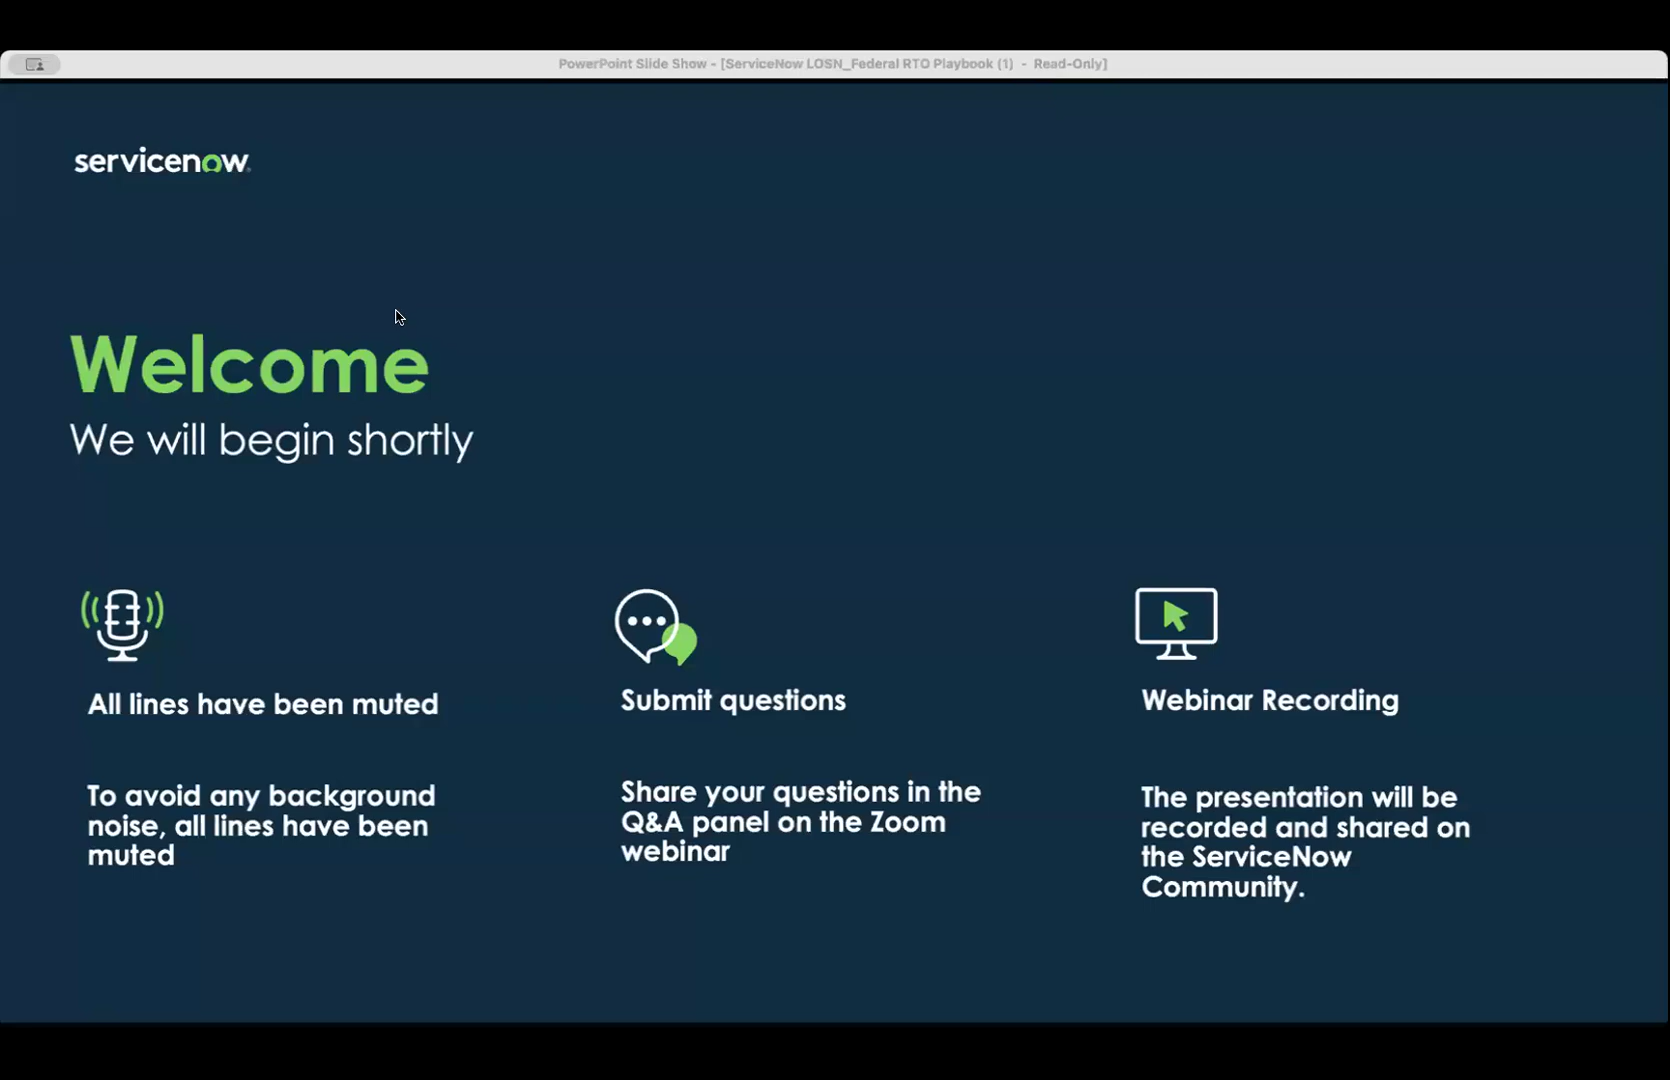 PowerPoint Slide Show - [ServiceNow LOSN_Federal RTO Playbook (1) - Read-Only]
servicenow
Welcome
We will begin shortly
All lines have been muted
To avoid any background
noise, all lines have been
muted
Submit questions
Share your questions in the
Q&A panel on the Zoom
webinar
Webinar Recording
The presentation will be
recorded and shared on
the ServiceNow
Community.